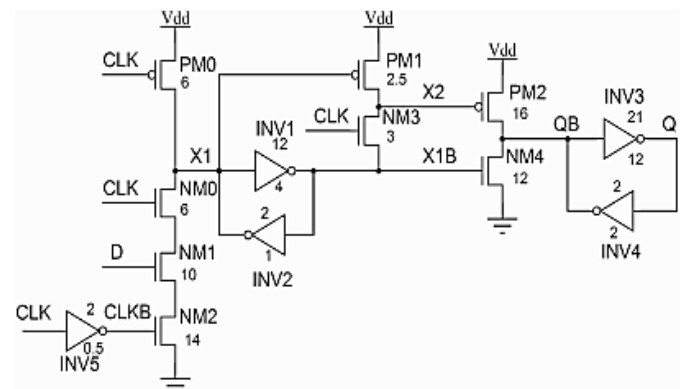 Vdd
Vdd
Vdd
CLK
PM0
6
PM1
2.5
X2
PM2
16
CLK
NM3
3
INV1
12
4
X1
X1B
QB
INV3
21
12
Q
NM4
12
CLK
NM0
6
2
1
INV2
2
2
INV4
D
NM1
10
CLK
2
0.5
INV5
CLKB
NM2
14